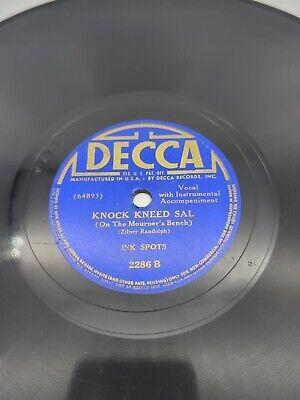 DECCA
REG. U. S. PAT. OFF.
MANUFACTURED IN U.S.A. - BY DECCA RECORDS, INC.
(64893)
Vocal
with Instrumental
Accompaniment
KNOCK KNEED SAL
(On The Mourner's Bench)
(Zilner Randolph)
INK SPOTS
2286 B